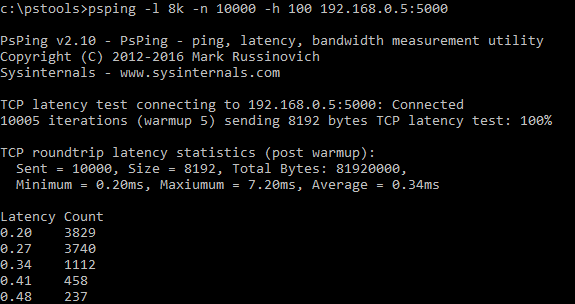 c:\pstools>psping -l 8k -n 10000 -h 100 192.168.0.5:5000
PsPing v2.10 - PsPing - ping, latency, bandwidth measurement utility
Copyright (C) 2012-2016 Mark Russinovich
Sysinternals - www.sysinternals.com
TCP latency test connecting to 192.168.0.5:5000: Connected
10005 iterations (warmup 5) sending 8192 bytes TCP latency test: 100%
TCP roundtrip latency statistics (post warmup):
  Sent = 10000, Size = 8192, Total Bytes: 81920000,
  Minimum = 0.20ms, Maxiumum = 7.20ms, Average = 0.34ms
Latency Count
0.20    3829
0.27    3740
0.34    1112
0.41    458
0.48    237